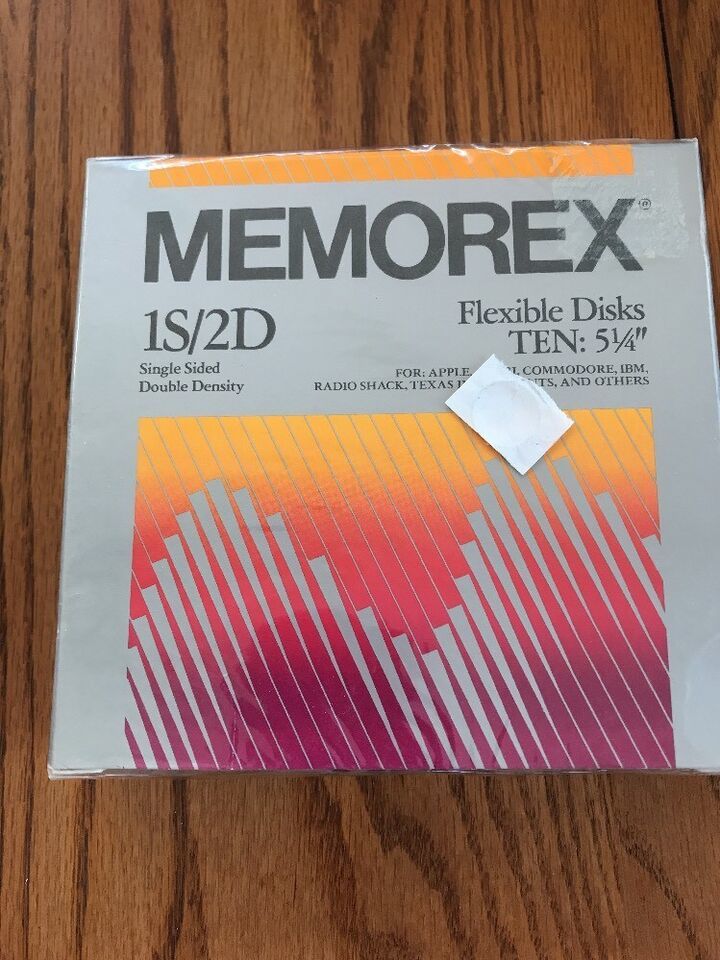 MEMOREX®
1S/2D
Single Sided
Double Density
Flexible Disks
TEN: 5¼"
FOR: APPLE, COMMODORE, IBM,
RADIO SHACK, TEXAS AND OTHERS